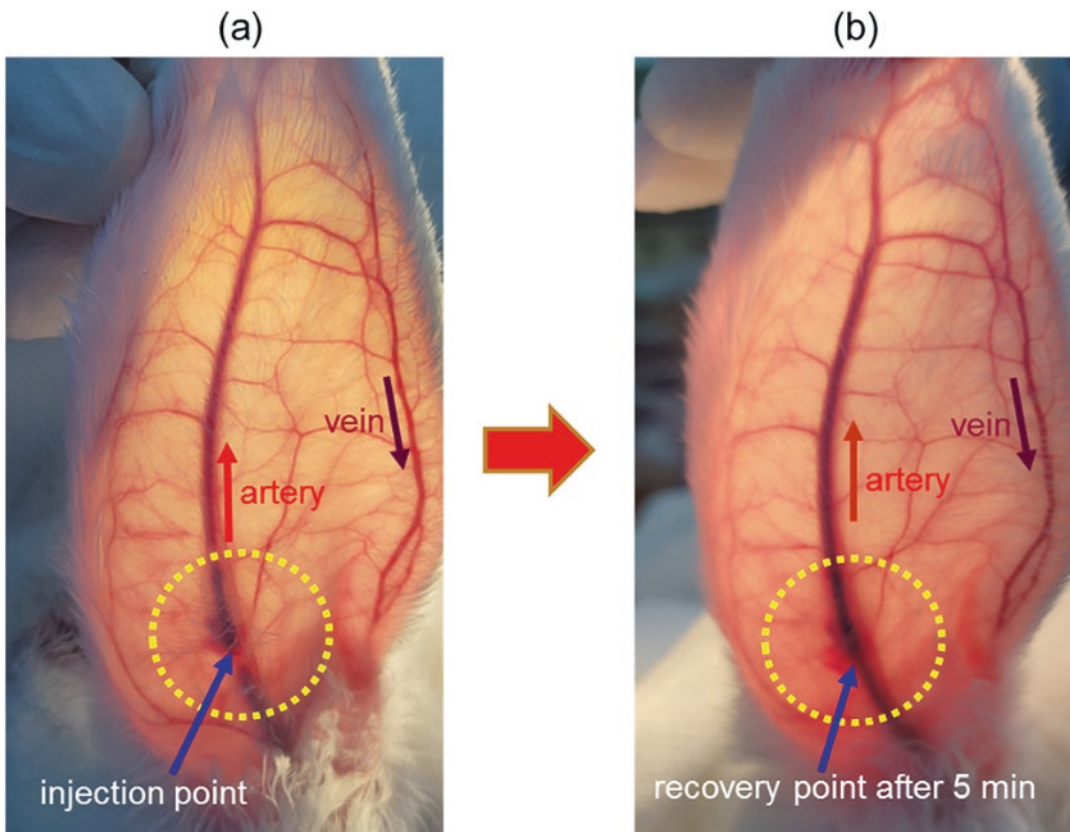 (a)
(b)
vein
artery
injection point
vein
artery
recovery point after 5 min